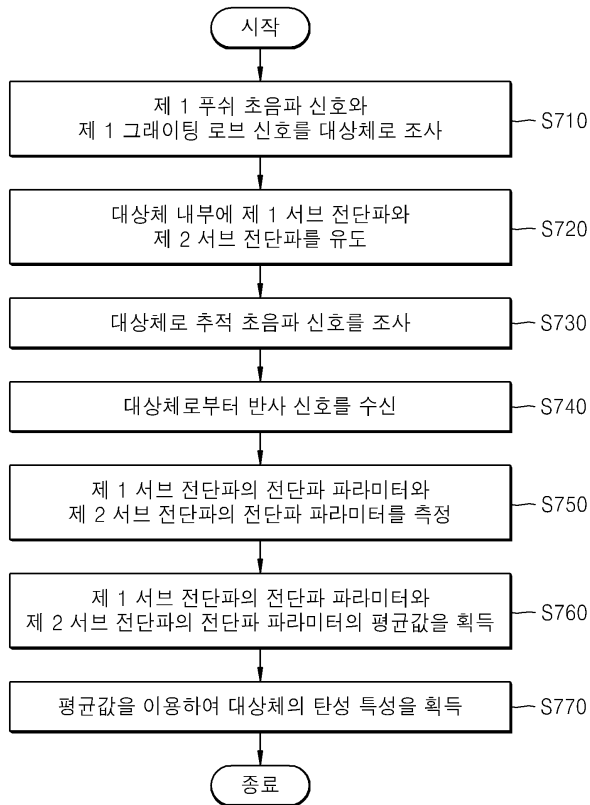 시작
제 1 푸쉬 초음파 신호와
제 1 그래이팅 로브 신호를 대상체로 조사
S710
대상체 내부에 제 1 서브 전단파와
제 2 서브 전단파를 유도
S720
대상체로 추적 초음파 신호를 조사
S730
대상체로부터 반사 신호를 수신
S740
제 1 서브 전단파의 전단파 파라미터와
제 2 서브 전단파의 전단파 파라미터를 측정
S750
제 1 서브 전단파의 전단파 파라미터와
제 2 서브 전단파의 전단파 파라미터의 평균값을 획득
S760
평균값을 이용하여 대상체의 탄성 특성을 획득
S770
종료